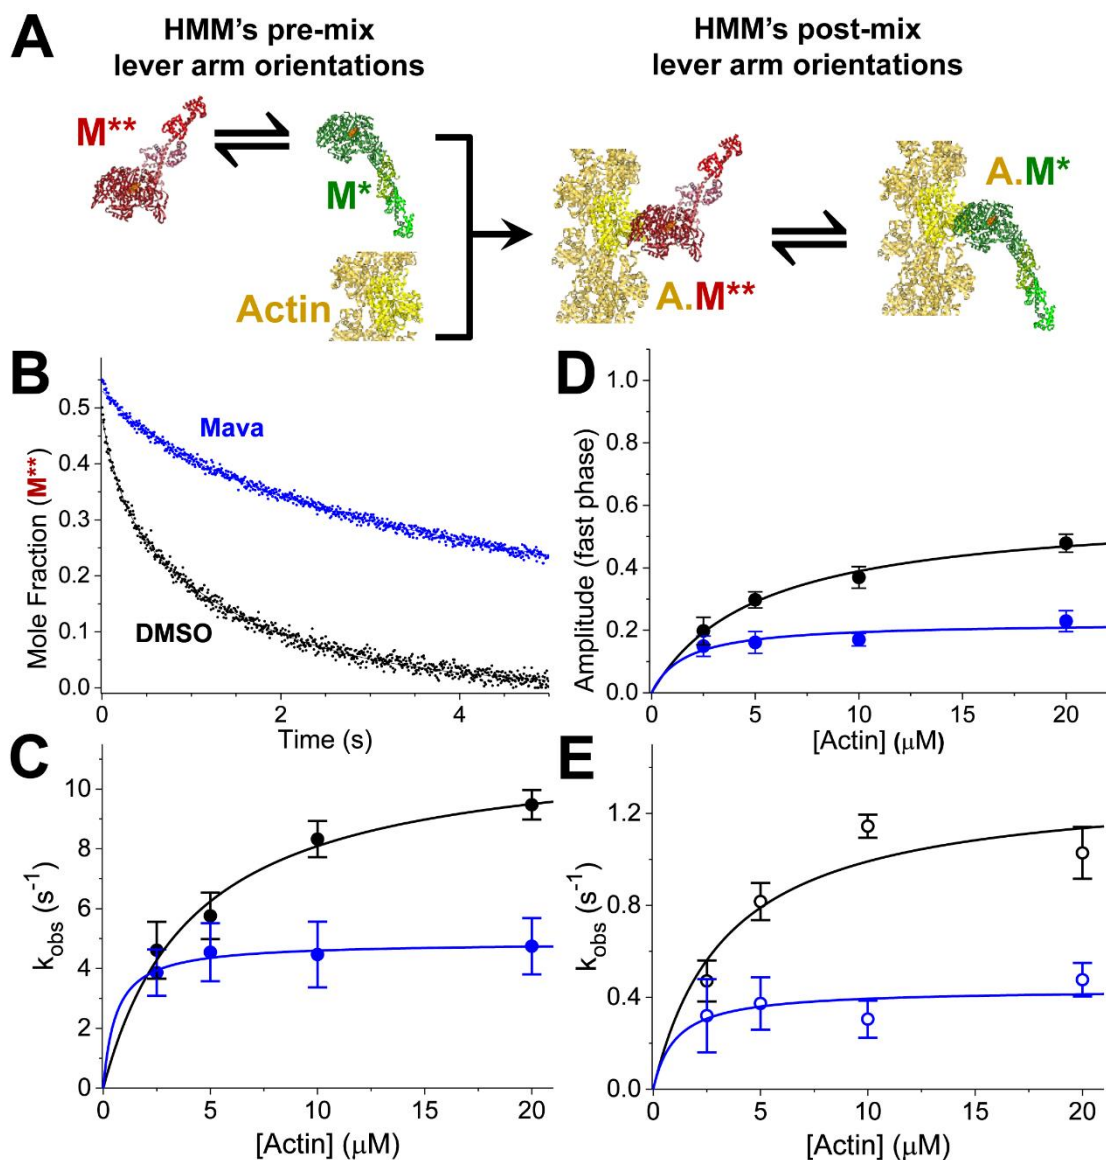 A
HMM's pre-mix
lever arm orientations
HMM's post-mix
lever arm orientations
M**
M*
Actin
A.M**
A.M*
B
Mole Fraction (M**)
0.5
0.4
0.3
0.2
0.1
0.0
Mava
DMSO
0
2
4
Time (s)
D
Amplitude (fast phase)
1.0
0.8
0.6
0.4
0.2
0.0
0
5
10
15
20
[Actin] (μM)
C
kobs (s-1)
10
8
6
4
2
0
0
5
10
15
20
[Actin] (μM)
E
kobs (s-1)
1.2
0.8
0.4
0.0
0
5
10
15
20
[Actin] (μM)